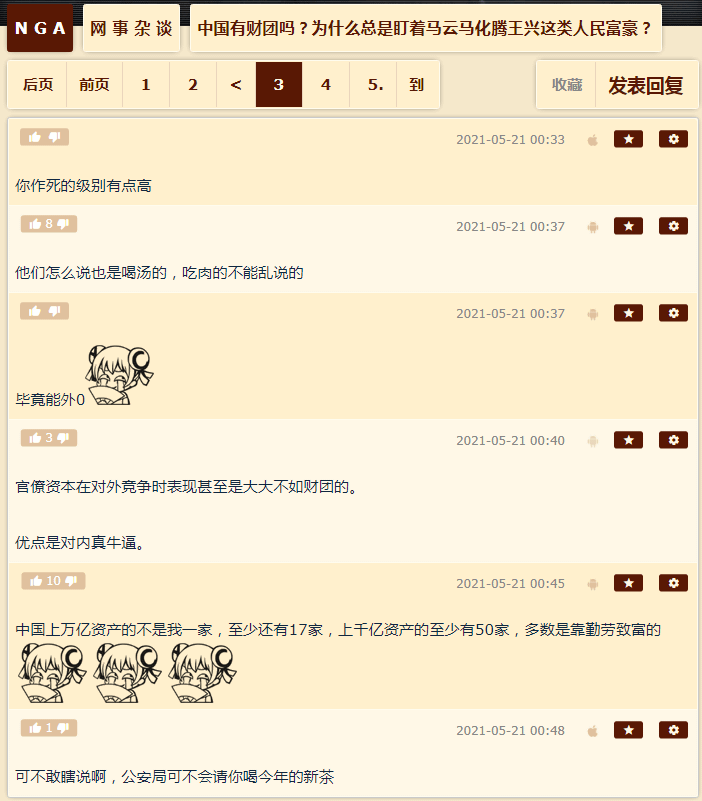 NGA 网事杂谈 中国有财团吗？为什么总是盯着马云马化腾王兴这类人民富豪？
后页 前页 1 2 < 3 4 5. 到 收藏 发表回复
2021-05-21 00:33
你作死的级别有点高
8 2021-05-21 00:37
他们怎么说也是喝汤的，吃肉的不能乱说的
2021-05-21 00:37
毕竟能外0
3 2021-05-21 00:40
官僚资本在对外竞争时表现甚至是大大不如财团的。
优点是对内真牛逼。
10 2021-05-21 00:45
中国上万亿资产的不是我一家，至少还有17家，上千亿资产的至少有50家，多数是靠勤劳致富的
1 2021-05-21 00:48
可不敢瞎说啊，公安局可不会请你喝今年的新茶